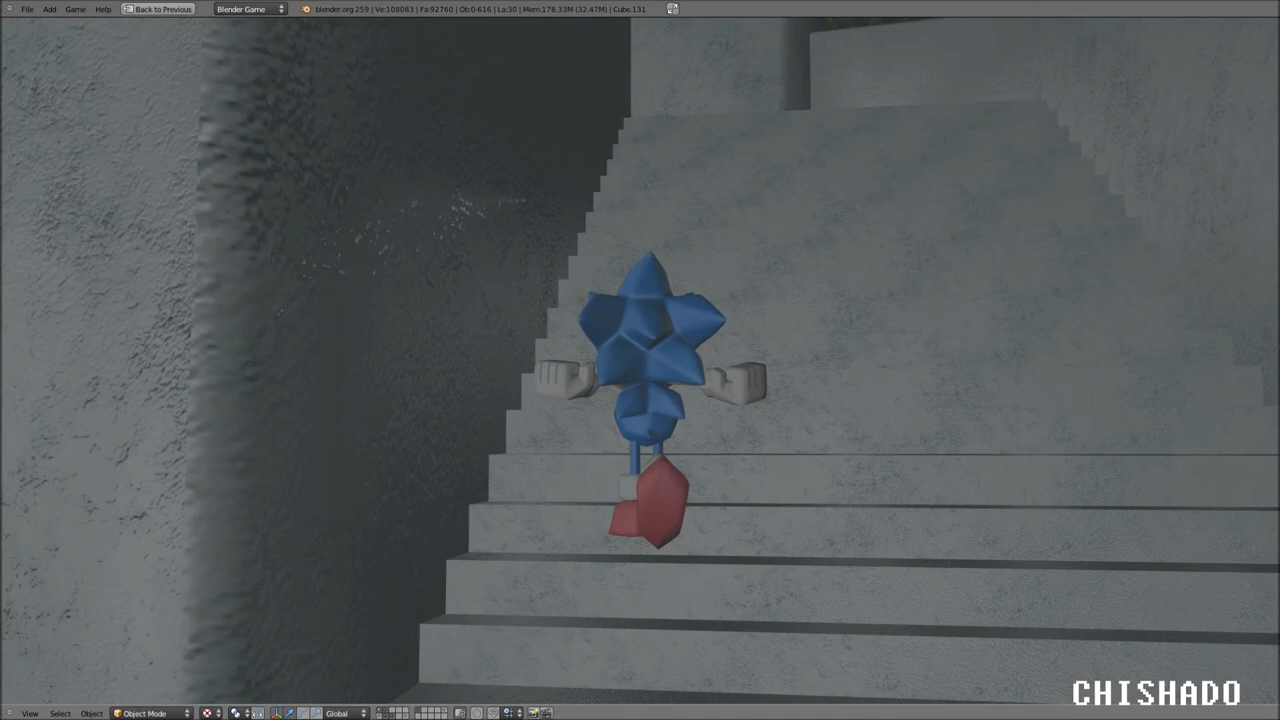 File Add Game Help Back to Previous Blender Game blender.org 259 | Ve:108083 | Fa:92760 | Ob:0-616 | La:30 | Mem:178.33M (32.47M) | Cube.131
CHISHADO
View Select Object Object Mode Global